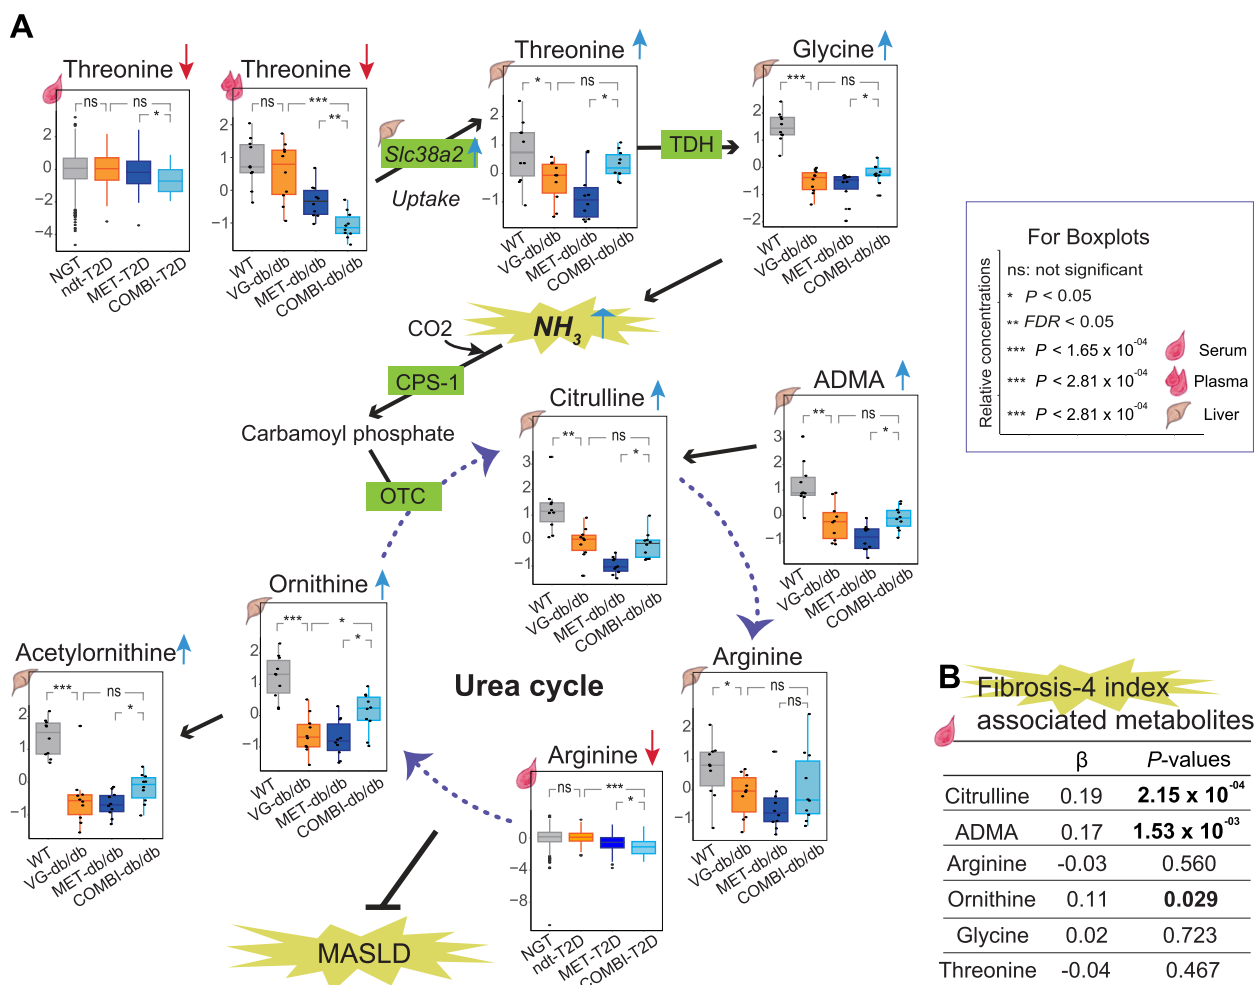 A
Threonine
ns
ns
*
2
0
−2
−4
NGT
ndt-T2D
MET-T2D
COMBI-T2D
Threonine
ns
***
**
2
1
0
−1
WT
VG-db/db
MET-db/db
COMBI-db/db
Slc38a2
Uptake
Threonine
*
ns
*
2
1
0
−1
WT
VG-db/db
MET-db/db
COMBI-db/db
TDH
Glycine
***
ns
*
2
1
0
−1
−2
WT
VG-db/db
MET-db/db
COMBI-db/db
For Boxplots
Relative concentrations
ns: not significant
* P < 0.05
** FDR < 0.05
*** P < 1.65 x 10-04 Serum
*** P < 2.81 x 10-04 Plasma
*** P < 2.81 x 10-04 Liver
NH3
CO2
CPS-1
Carbamoyl phosphate
OTC
Citrulline
**
ns
*
3
2
1
0
−1
WT
VG-db/db
MET-db/db
COMBI-db/db
ADMA
**
ns
*
3
2
1
0
−1
WT
VG-db/db
MET-db/db
COMBI-db/db
Ornithine
***
*
*
2
1
0
−1
WT
VG-db/db
MET-db/db
COMBI-db/db
Acetylornithine
***
ns
*
2
1
0
−1
WT
VG-db/db
MET-db/db
COMBI-db/db
Urea cycle
Arginine
*
ns
ns
2
1
0
−1
WT
VG-db/db
MET-db/db
COMBI-db/db
Arginine
ns
***
*
0
−4
−8
NGT
ndt-T2D
MET-T2D
COMBI-T2D
MASLD
B
Fibrosis-4 index
associated metabolites
β P-values
Citrulline 0.19 2.15 x 10-04
ADMA 0.17 1.53 x 10-03
Arginine -0.03 0.560
Ornithine 0.11 0.029
Glycine 0.02 0.723
Threonine -0.04 0.467